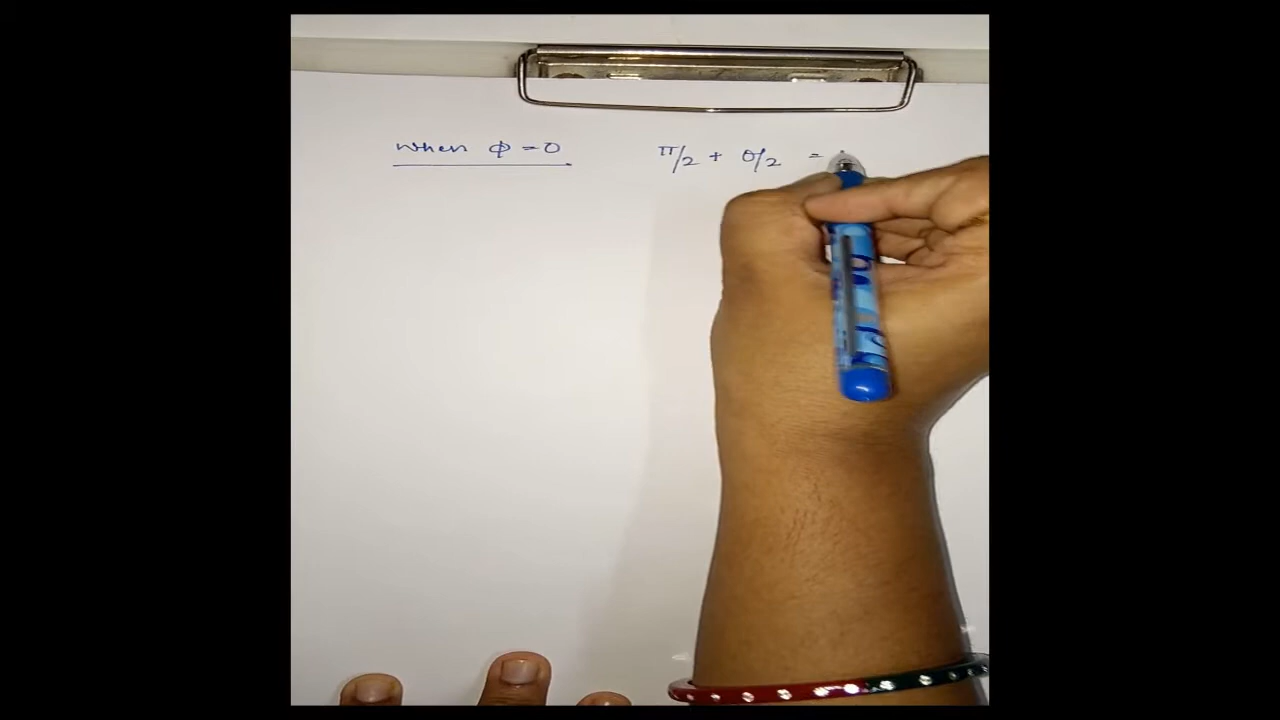 when φ = 0 π/2 + 0/2 =